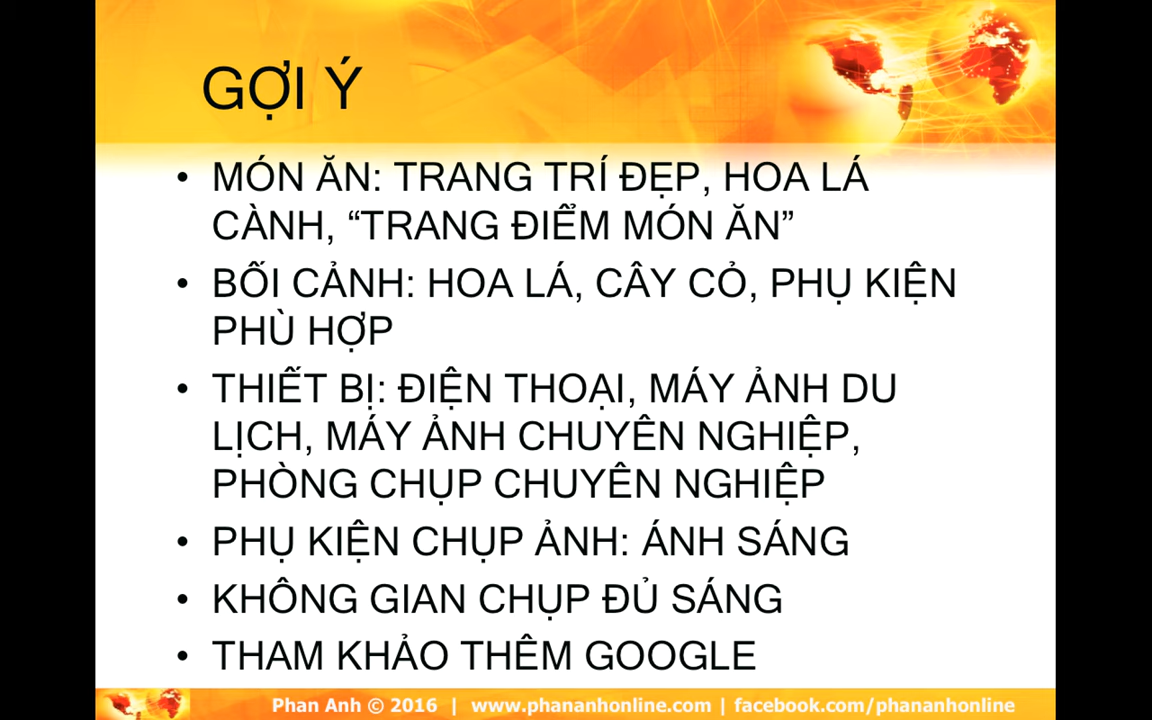 GỢI Ý
• MÓN ĂN: TRANG TRÍ ĐẸP, HOA LÁ
CÀNH, “TRANG ĐIỂM MÓN ĂN”
• BỐI CẢNH: HOA LÁ, CÂY CỎ, PHỤ KIỆN
PHÙ HỢP
• THIẾT BỊ: ĐIỆN THOẠI, MÁY ẢNH DU
LỊCH, MÁY ẢNH CHUYÊN NGHIỆP,
PHÒNG CHỤP CHUYÊN NGHIỆP
• PHỤ KIỆN CHỤP ẢNH: ÁNH SÁNG
• KHÔNG GIAN CHỤP ĐỦ SÁNG
• THAM KHẢO THÊM GOOGLE
Phan Anh © 2016 | www.phananhonline.com | facebook.com/phananhonline